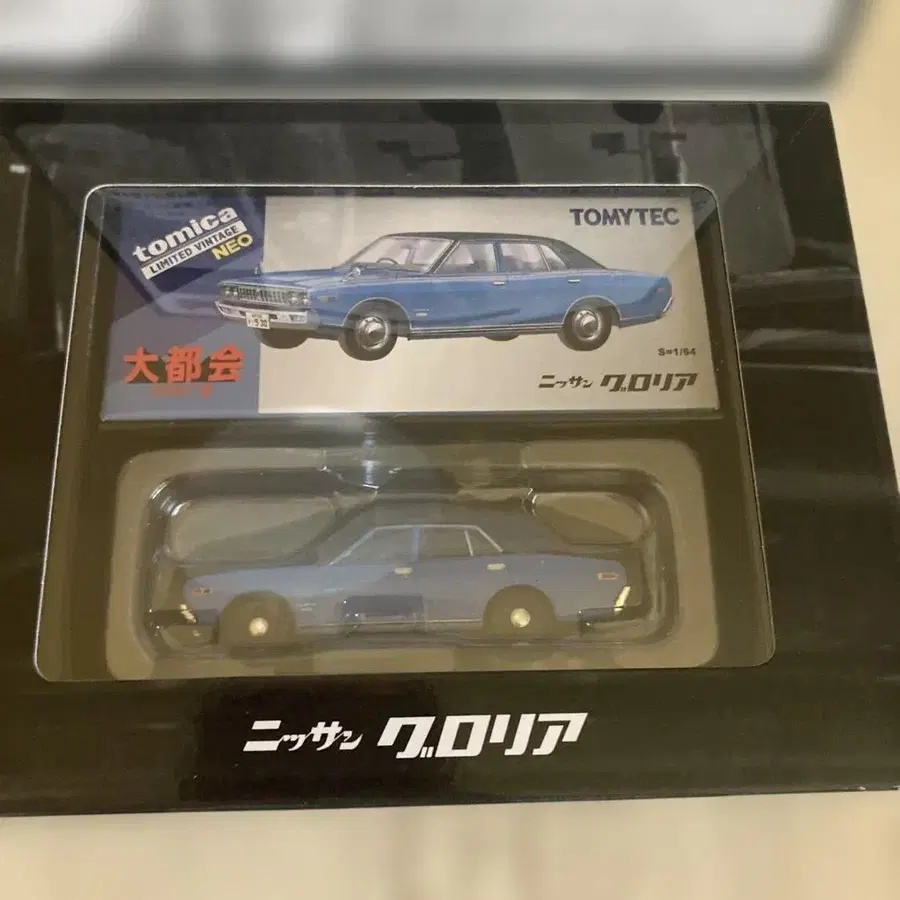 tomica
LIMITED VINTAGE
NEO
TOMYTEC
大都会
S=1/64
ニッサン グロリア
ニッサン グロリア